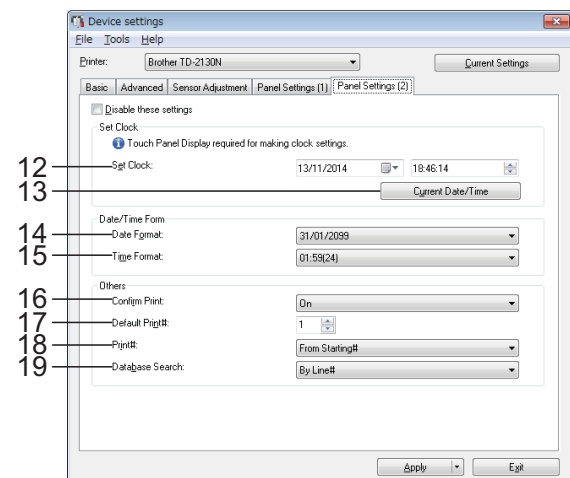 Device settings
File Tools Help
Printer: Brother TD-2130N Current Settings
Basic Advanced Sensor Adjustment Panel Settings (1) Panel Settings (2)
Disable these settings
Set Clock
Touch Panel Display required for making clock settings.
12 Set Clock: 13/11/2014 18:46:14
13 Current Date/Time
Date/Time Form
14 Date Format: 31/01/2099
15 Time Format: 01:59(24)
Others
16 Confirm Print: On
17 Default Print#: 1
18 Print#: From Starting#
19 Database Search: By Line#
Apply Exit